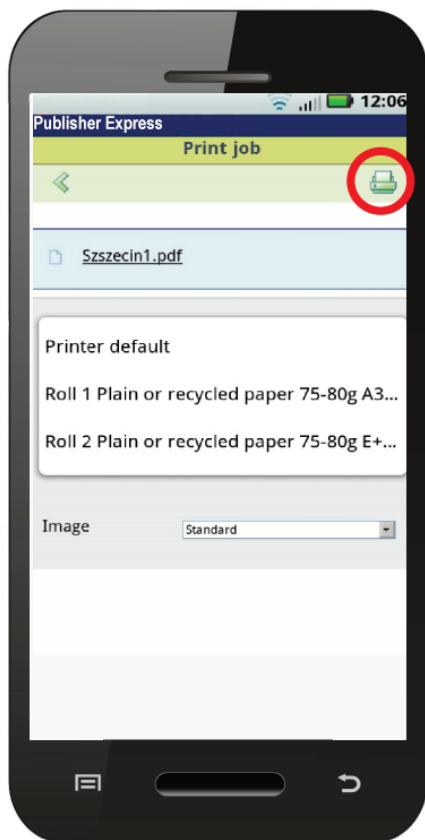 12:06
Publisher Express
Print job
Szszecin1.pdf
Printer default
Roll 1 Plain or recycled paper 75-80g A3...
Roll 2 Plain or recycled paper 75-80g E+...
Image Standard